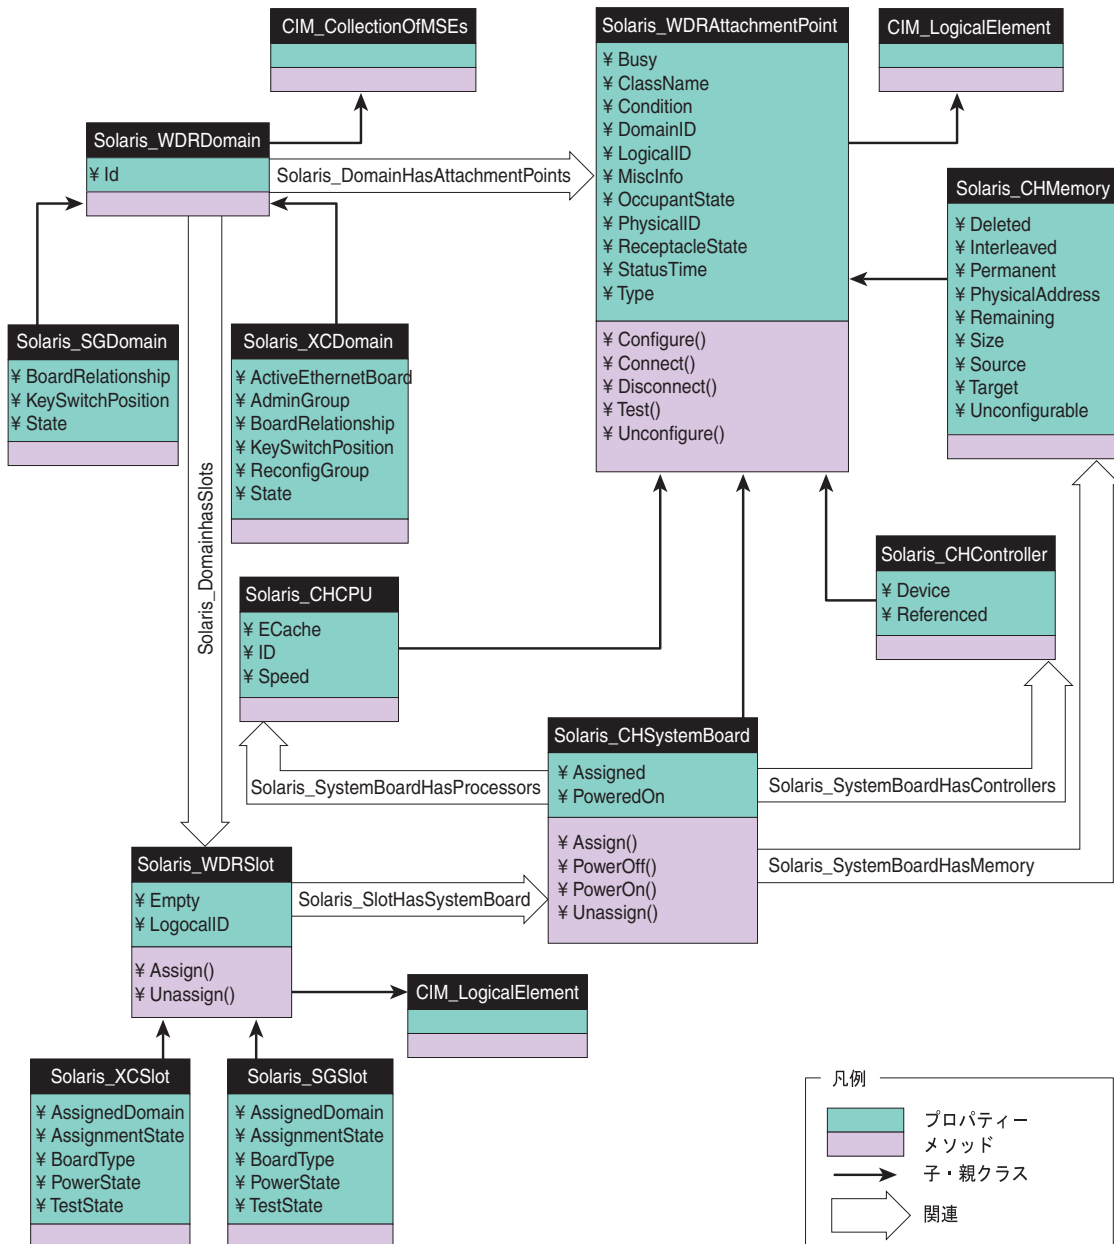 CIM_CollectionOfMSEs
Solaris_WDRAttachmentPoint
¥ Busy
¥ ClassName
¥ Condition
¥ DomainID
¥ LogicalID
¥ MiscInfo
¥ OccupantState
¥ PhysicalID
¥ ReceptacleState
¥ StatusTime
¥ Type
¥ Configure()
¥ Connect()
¥ Disconnect()
¥ Test()
¥ Unconfigure()
CIM_LogicalElement
Solaris_WDRDomain
¥ Id
Solaris_DomainHasAttachmentPoints
Solaris_CHMemory
¥ Deleted
¥ Interleaved
¥ Permanent
¥ PhysicalAddress
¥ Remaining
¥ Size
¥ Source
¥ Target
¥ Unconfigurable
Solaris_SGDomain
¥ BoardRelationship
¥ KeySwitchPosition
¥ State
Solaris_XCDomain
¥ ActiveEthernetBoard
¥ AdminGroup
¥ BoardRelationship
¥ KeySwitchPosition
¥ ReconfigGroup
¥ State
Solaris_DomainhasSlots
Solaris_CHController
¥ Device
¥ Referenced
Solaris_CHCPU
¥ ECache
¥ ID
¥ Speed
Solaris_CHSystemBoard
¥ Assigned
¥ PoweredOn
¥ Assign()
¥ PowerOff()
¥ PowerOn()
¥ Unassign()
Solaris_SystemBoardHasProcessors
Solaris_SystemBoardHasControllers
Solaris_SystemBoardHasMemory
Solaris_WDRSlot
¥ Empty
¥ LogocalID
¥ Assign()
¥ Unassign()
Solaris_SlotHasSystemBoard
CIM_LogicalElement
Solaris_XCSlot
¥ AssignedDomain
¥ AssignmentState
¥ BoardType
¥ PowerState
¥ TestState
Solaris_SGSlot
¥ AssignedDomain
¥ AssignmentState
¥ BoardType
¥ PowerState
¥ TestState
凡例
プロパティー
メソッド
子・親クラス
関連